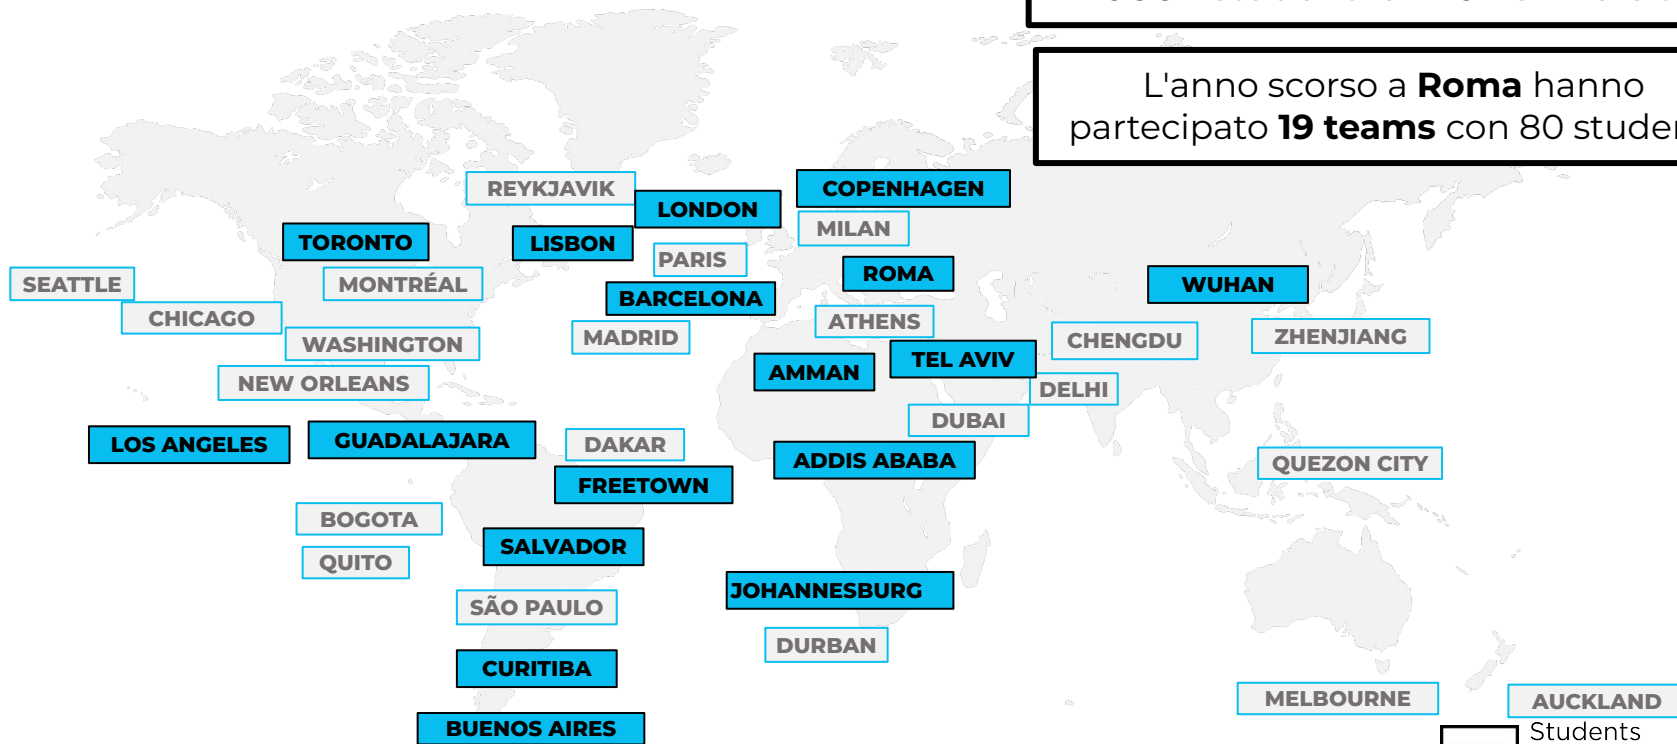 L'anno scorso a Roma hanno
partecipato 19 teams con 80
REYKJAVIK
COPENHAGEN
LONDON
MILAN
TORONTO
LISBON
PARIS
ROMA
SEATTLE
MONTRÉAL
WUHAN
BARCELONA
CHICAGO
ATHENS
MADRID
WASHINGTON
CHENGDU
ZHENJIANG
TEL AVIV
AMMAN
NEW ORLEANS
DELHI
DUBAI
LOS ANGELES
GUADALAJARA
DAKAR
ADDIS ABABA
QUEZON CITY
FREETOWN
BOGOTA
SALVADOR
QUITO
JOHANNESBURG
SÃO PAULO
DURBAN
CURITIBA
MELBOURNE
AUCKLAND
BUENOS AIRES
Students